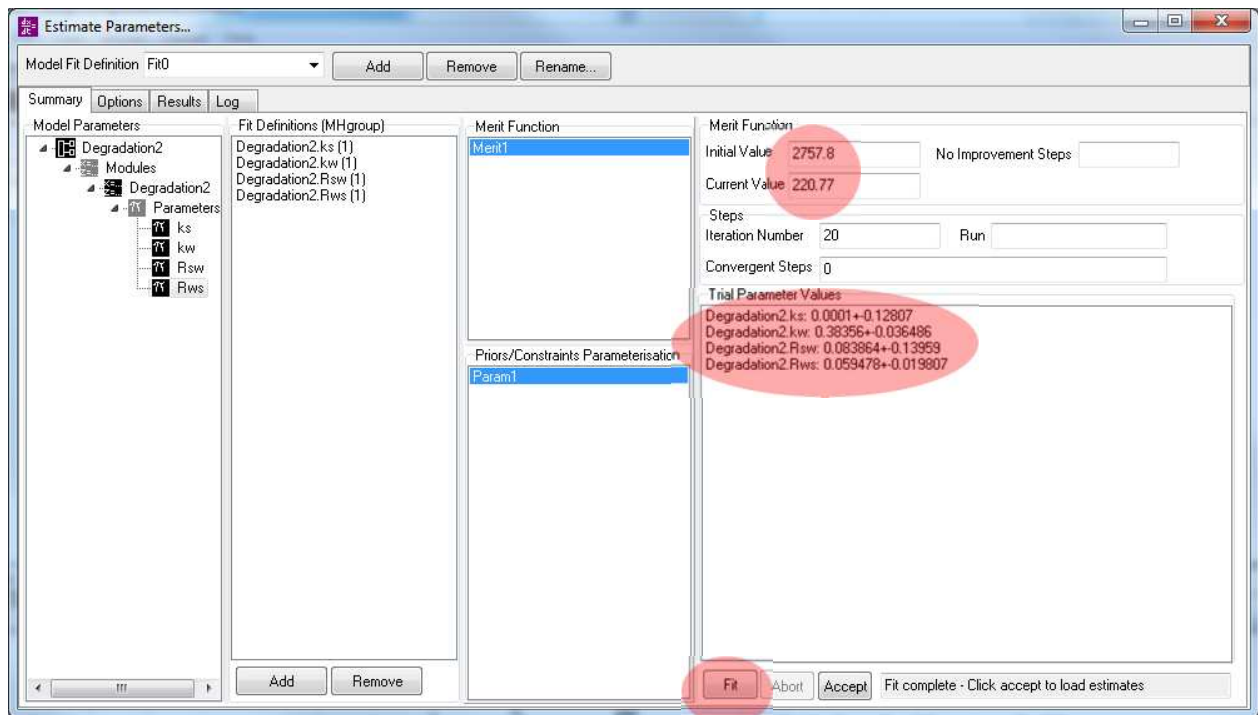 Estimate Parameters...
Model Fit Definition Fit0 Add Remove Rename...
Summary Options Results Log
Model Parameters
Degradation2
Modules
Degradation2
Parameters
ks
kw
Rsw
Rws
Fit Definitions (MHgroup)
Degradation2.ks (1)
Degradation2.kw (1)
Degradation2.Rsw (1)
Degradation2.Rws (1)
Add Remove
Merit Function
Merit1
Priors/Constraints Parameterisation
Param1
Merit Function
Initial Value 2757.8 No Improvement Steps
Current Value 220.77
Steps
Iteration Number 20 Run
Convergent Steps 0
Trial Parameter Values
Degradation2.ks: 0.0001+-0.12807
Degradation2.kw: 0.38356+-0.036486
Degradation2.Rsw: 0.083864+-0.13959
Degradation2.Rws: 0.059478+-0.019807
Fit Abort Accept Fit complete - Click accept to load estimates